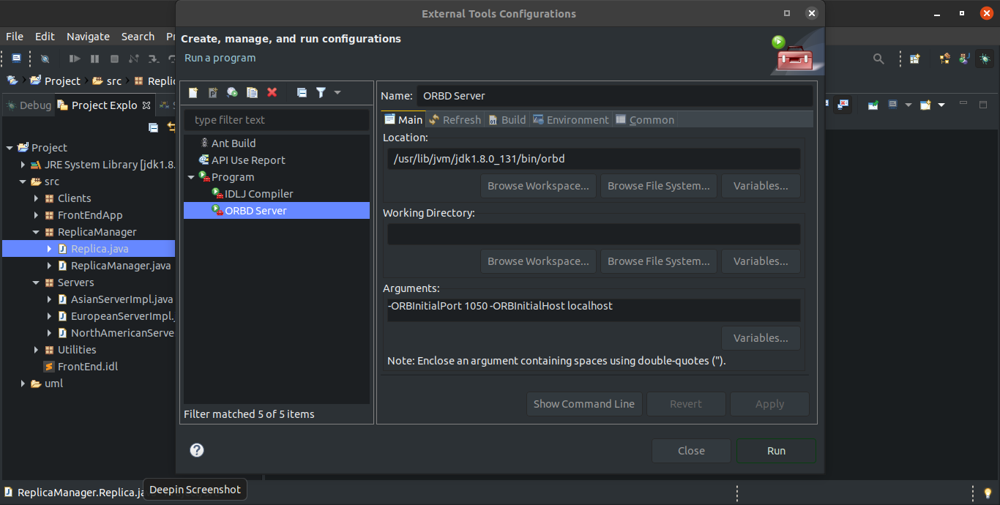 External Tools Configurations
File Edit Navigate Search
Create, manage, and run configurations
Run a program
Project src
Name: ORBD Server
Debug Project Explo
type filter text
Main Refresh Build Environment Common
Location:
Ant Build
API Use Report
Program
IDLJ Compiler
ORBD Server
/usr/lib/jvm/jdk1.8.0_131/bin/orbd
Browse Workspace... Browse File System... Variables...
Working Directory:
Browse Workspace... Browse File System... Variables...
Arguments:
-ORBInitialPort 1050 -ORBInitialHost localhost
Variables...
Note: Enclose an argument containing spaces using double-quotes (").
Show Command Line Revert Apply
Filter matched 5 of 5 items
Close Run
Project
JRE System Library [jdk1.8.
src
Clients
FrontEndApp
ReplicaManager
Replica.java
ReplicaManager.java
Servers
AsianServerImpl.java
EuropeanServerImpl.j
NorthAmericanServe
Utilities
FrontEnd.idl
uml
ReplicaManager.Replica.ja
Deepin Screenshot